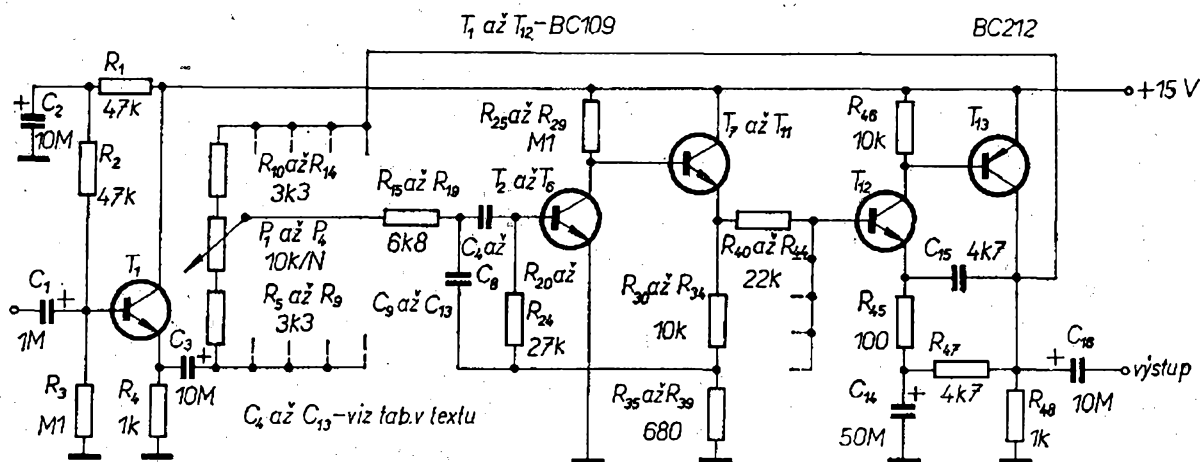 T1 až T12-BC109
BC212
R1
47k
C2
10M
R2
47k
R10 až R14
3k3
R25 až R29
M1
T7 až T11
R46
10k
T13
+15 V
R15 až R19
6k8
T2 až T6
T12
P1 až P4
10k/N
C4 až
C8
R40 až R44
22k
C15
4k7
T1
C1
1M
R5 až R9
3k3
C9 až C13
R20 až
R24
27k
R30 až R34
10k
R45
100
C3
10M
R47
4k7
C16
10M
výstup
R3
M1
R4
1k
C4 až C13-viz tab. v textu
R35 až R39
680
C14
50M
R48
1k